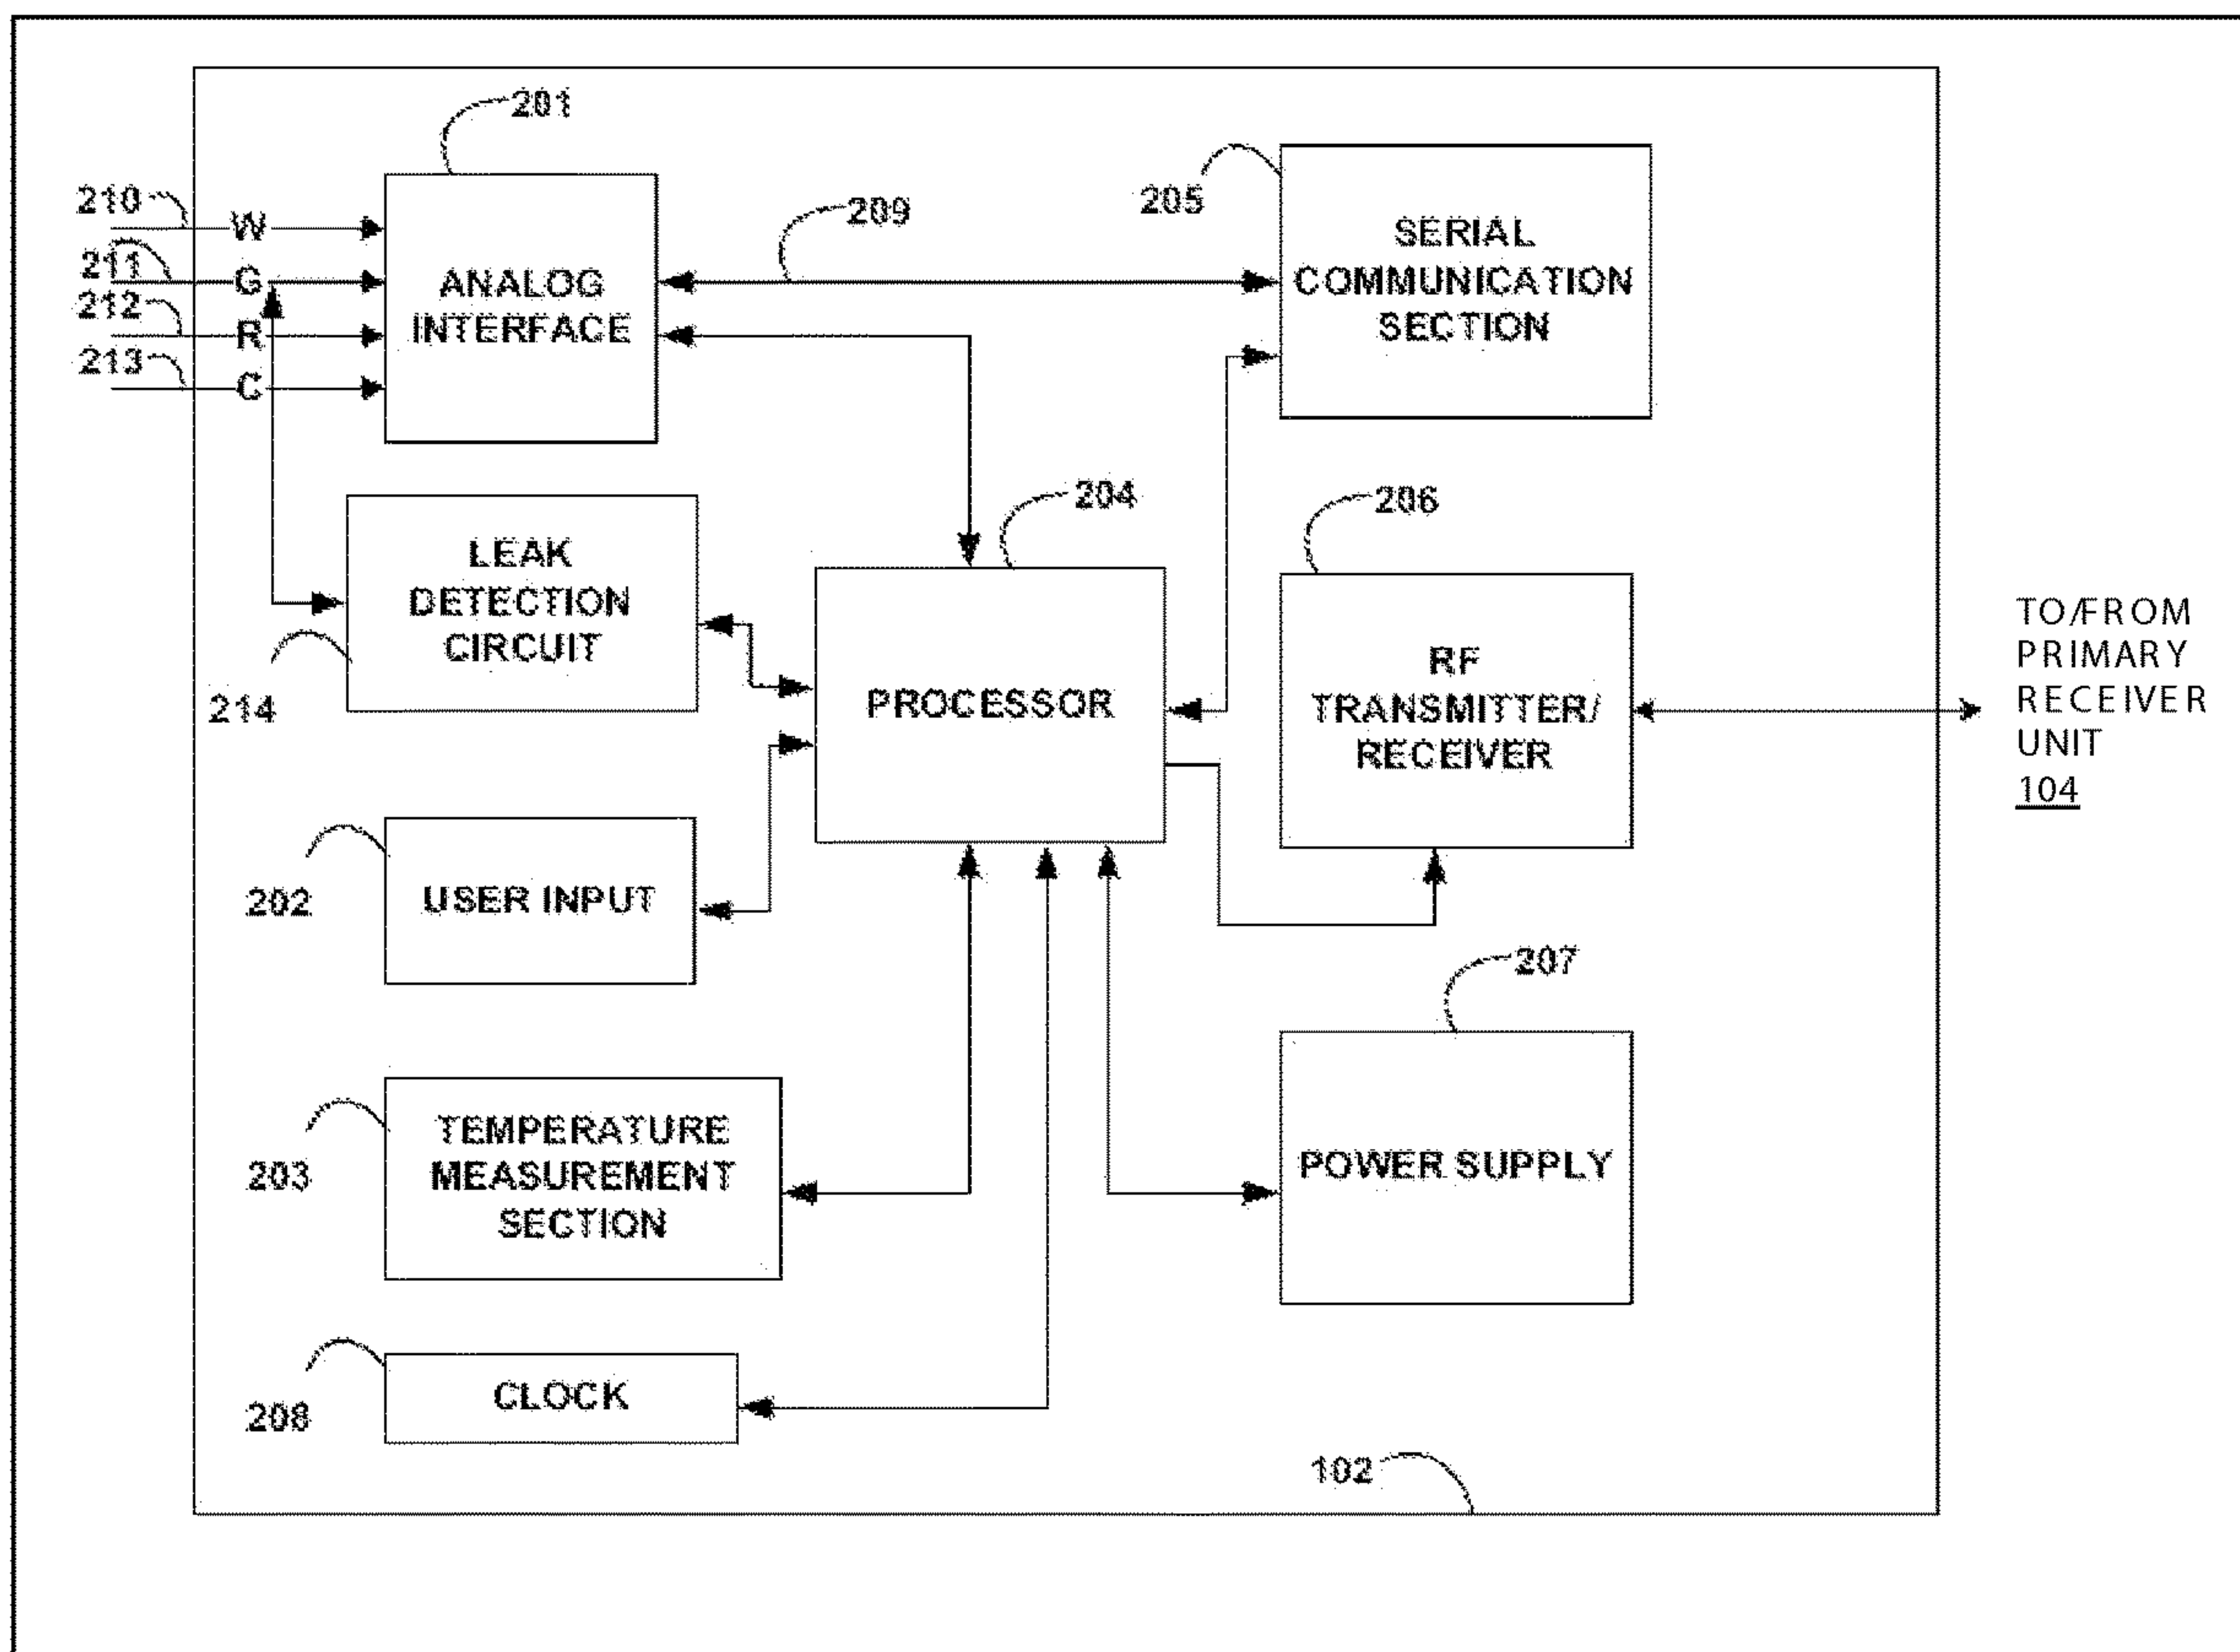 201
205
210
W
209
SERIAL
COMMUNICATION
SECTION
211
G
ANALOG
INTERFACE
212
R
213
C
204
206
LEAK
DETECTION
CIRCUIT
214
PROCESSOR
RF
TRANSMITTER/
RECEIVER
TO/FROM
PRIMARY
RECEIVER
UNIT
104
202
USER INPUT
207
203
TEMPERATURE
MEASUREMENT
SECTION
POWER SUPPLY
208
CLOCK
102